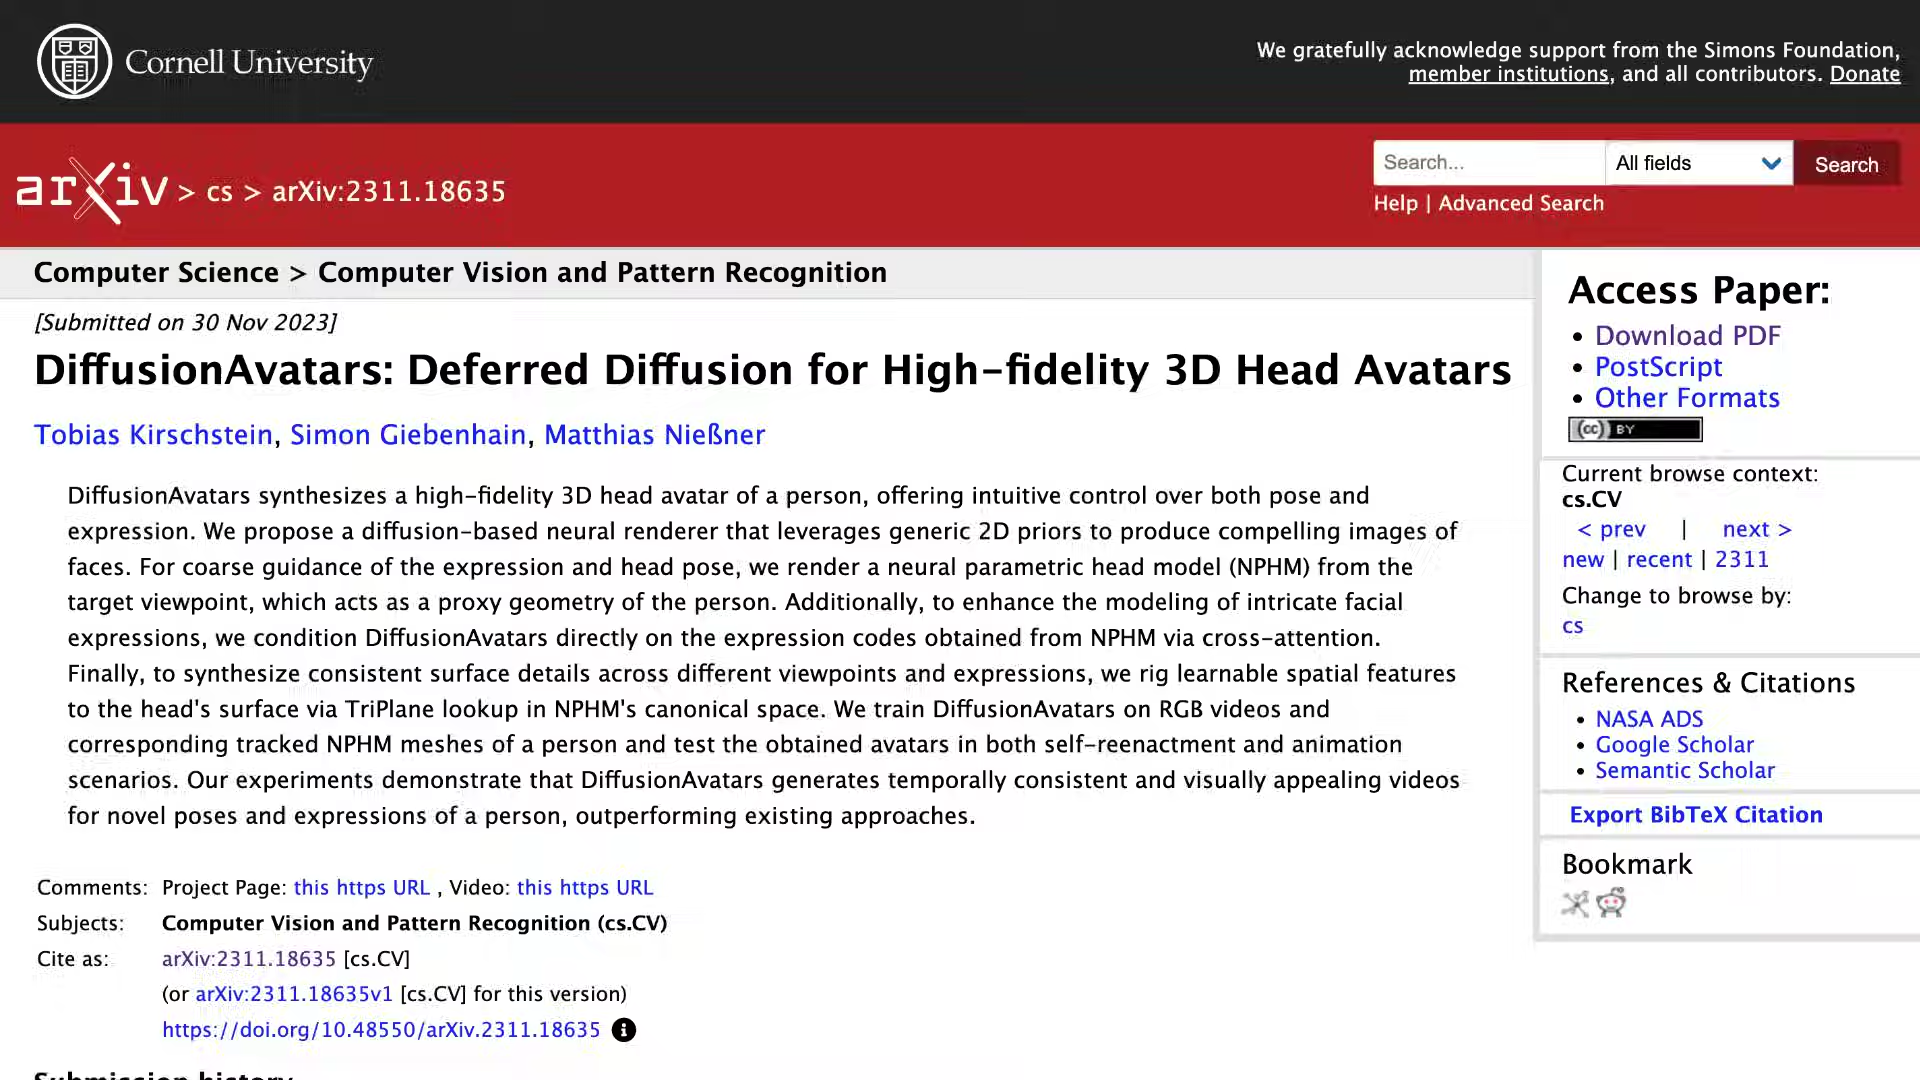 Cornell University
We gratefully acknowledge support from the Simons Foundation,
member institutions, and all contributors. Donate
arXiv > cs > arXiv:2311.18635
Search...
All fields
Search
Help | Advanced Search
Computer Science > Computer Vision and Pattern Recognition
[Submitted on 30 Nov 2023]
DiffusionAvatars: Deferred Diffusion for High-fidelity 3D Head Avatars
Tobias Kirschstein, Simon Giebenhain, Matthias Nießner
DiffusionAvatars synthesizes a high-fidelity 3D head avatar of a person, offering intuitive control over both pose and
expression. We propose a diffusion-based neural renderer that leverages generic 2D priors to produce compelling images of
faces. For coarse guidance of the expression and head pose, we render a neural parametric head model (NPHM) from the
target viewpoint, which acts as a proxy geometry of the person. Additionally, to enhance the modeling of intricate facial
expressions, we condition DiffusionAvatars directly on the expression codes obtained from NPHM via cross-attention.
Finally, to synthesize consistent surface details across different viewpoints and expressions, we rig learnable spatial features
to the head's surface via TriPlane lookup in NPHM's canonical space. We train DiffusionAvatars on RGB videos and
corresponding tracked NPHM meshes of a person and test the obtained avatars in both self-reenactment and animation
scenarios. Our experiments demonstrate that DiffusionAvatars generates temporally consistent and visually appealing videos
for novel poses and expressions of a person, outperforming existing approaches.
Comments: Project Page: this https URL , Video: this https URL
Subjects: Computer Vision and Pattern Recognition (cs.CV)
Cite as: arXiv:2311.18635 [cs.CV]
(or arXiv:2311.18635v1 [cs.CV] for this version)
https://doi.org/10.48550/arXiv.2311.18635
Submission history
Access Paper:
• Download PDF
• PostScript
• Other Formats
(cc) BY
Current browse context:
cs.CV
< prev | next >
new | recent | 2311
Change to browse by:
cs
References & Citations
• NASA ADS
• Google Scholar
• Semantic Scholar
Export BibTeX Citation
Bookmark